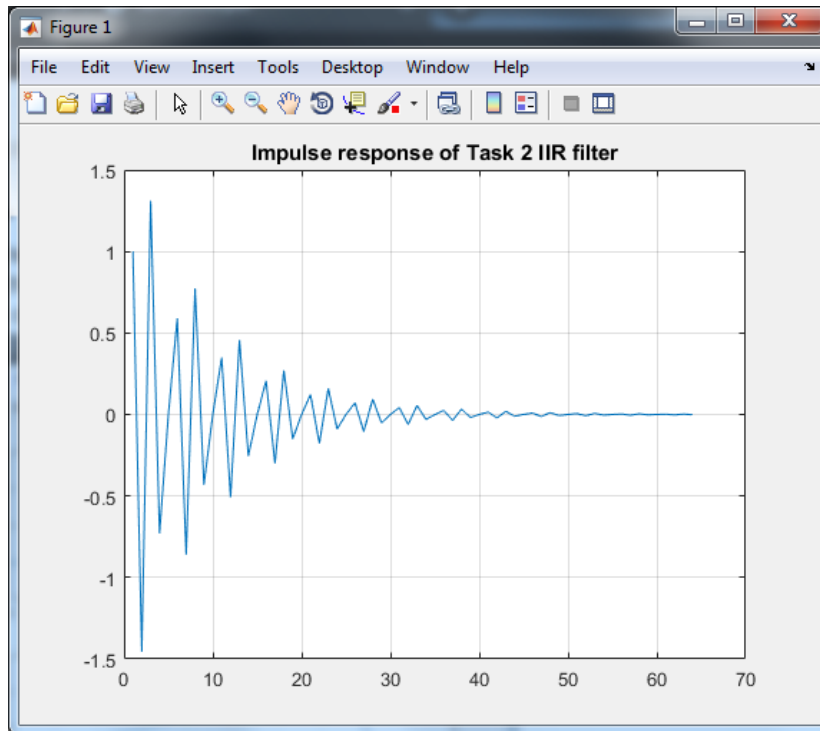 Figure 1
File Edit View Insert Tools Desktop Window Help
Impulse response of Task 2 IIR filter
1.5
1
0.5
0
-0.5
-1
-1.5
0 10 20 30 40 50 60 70